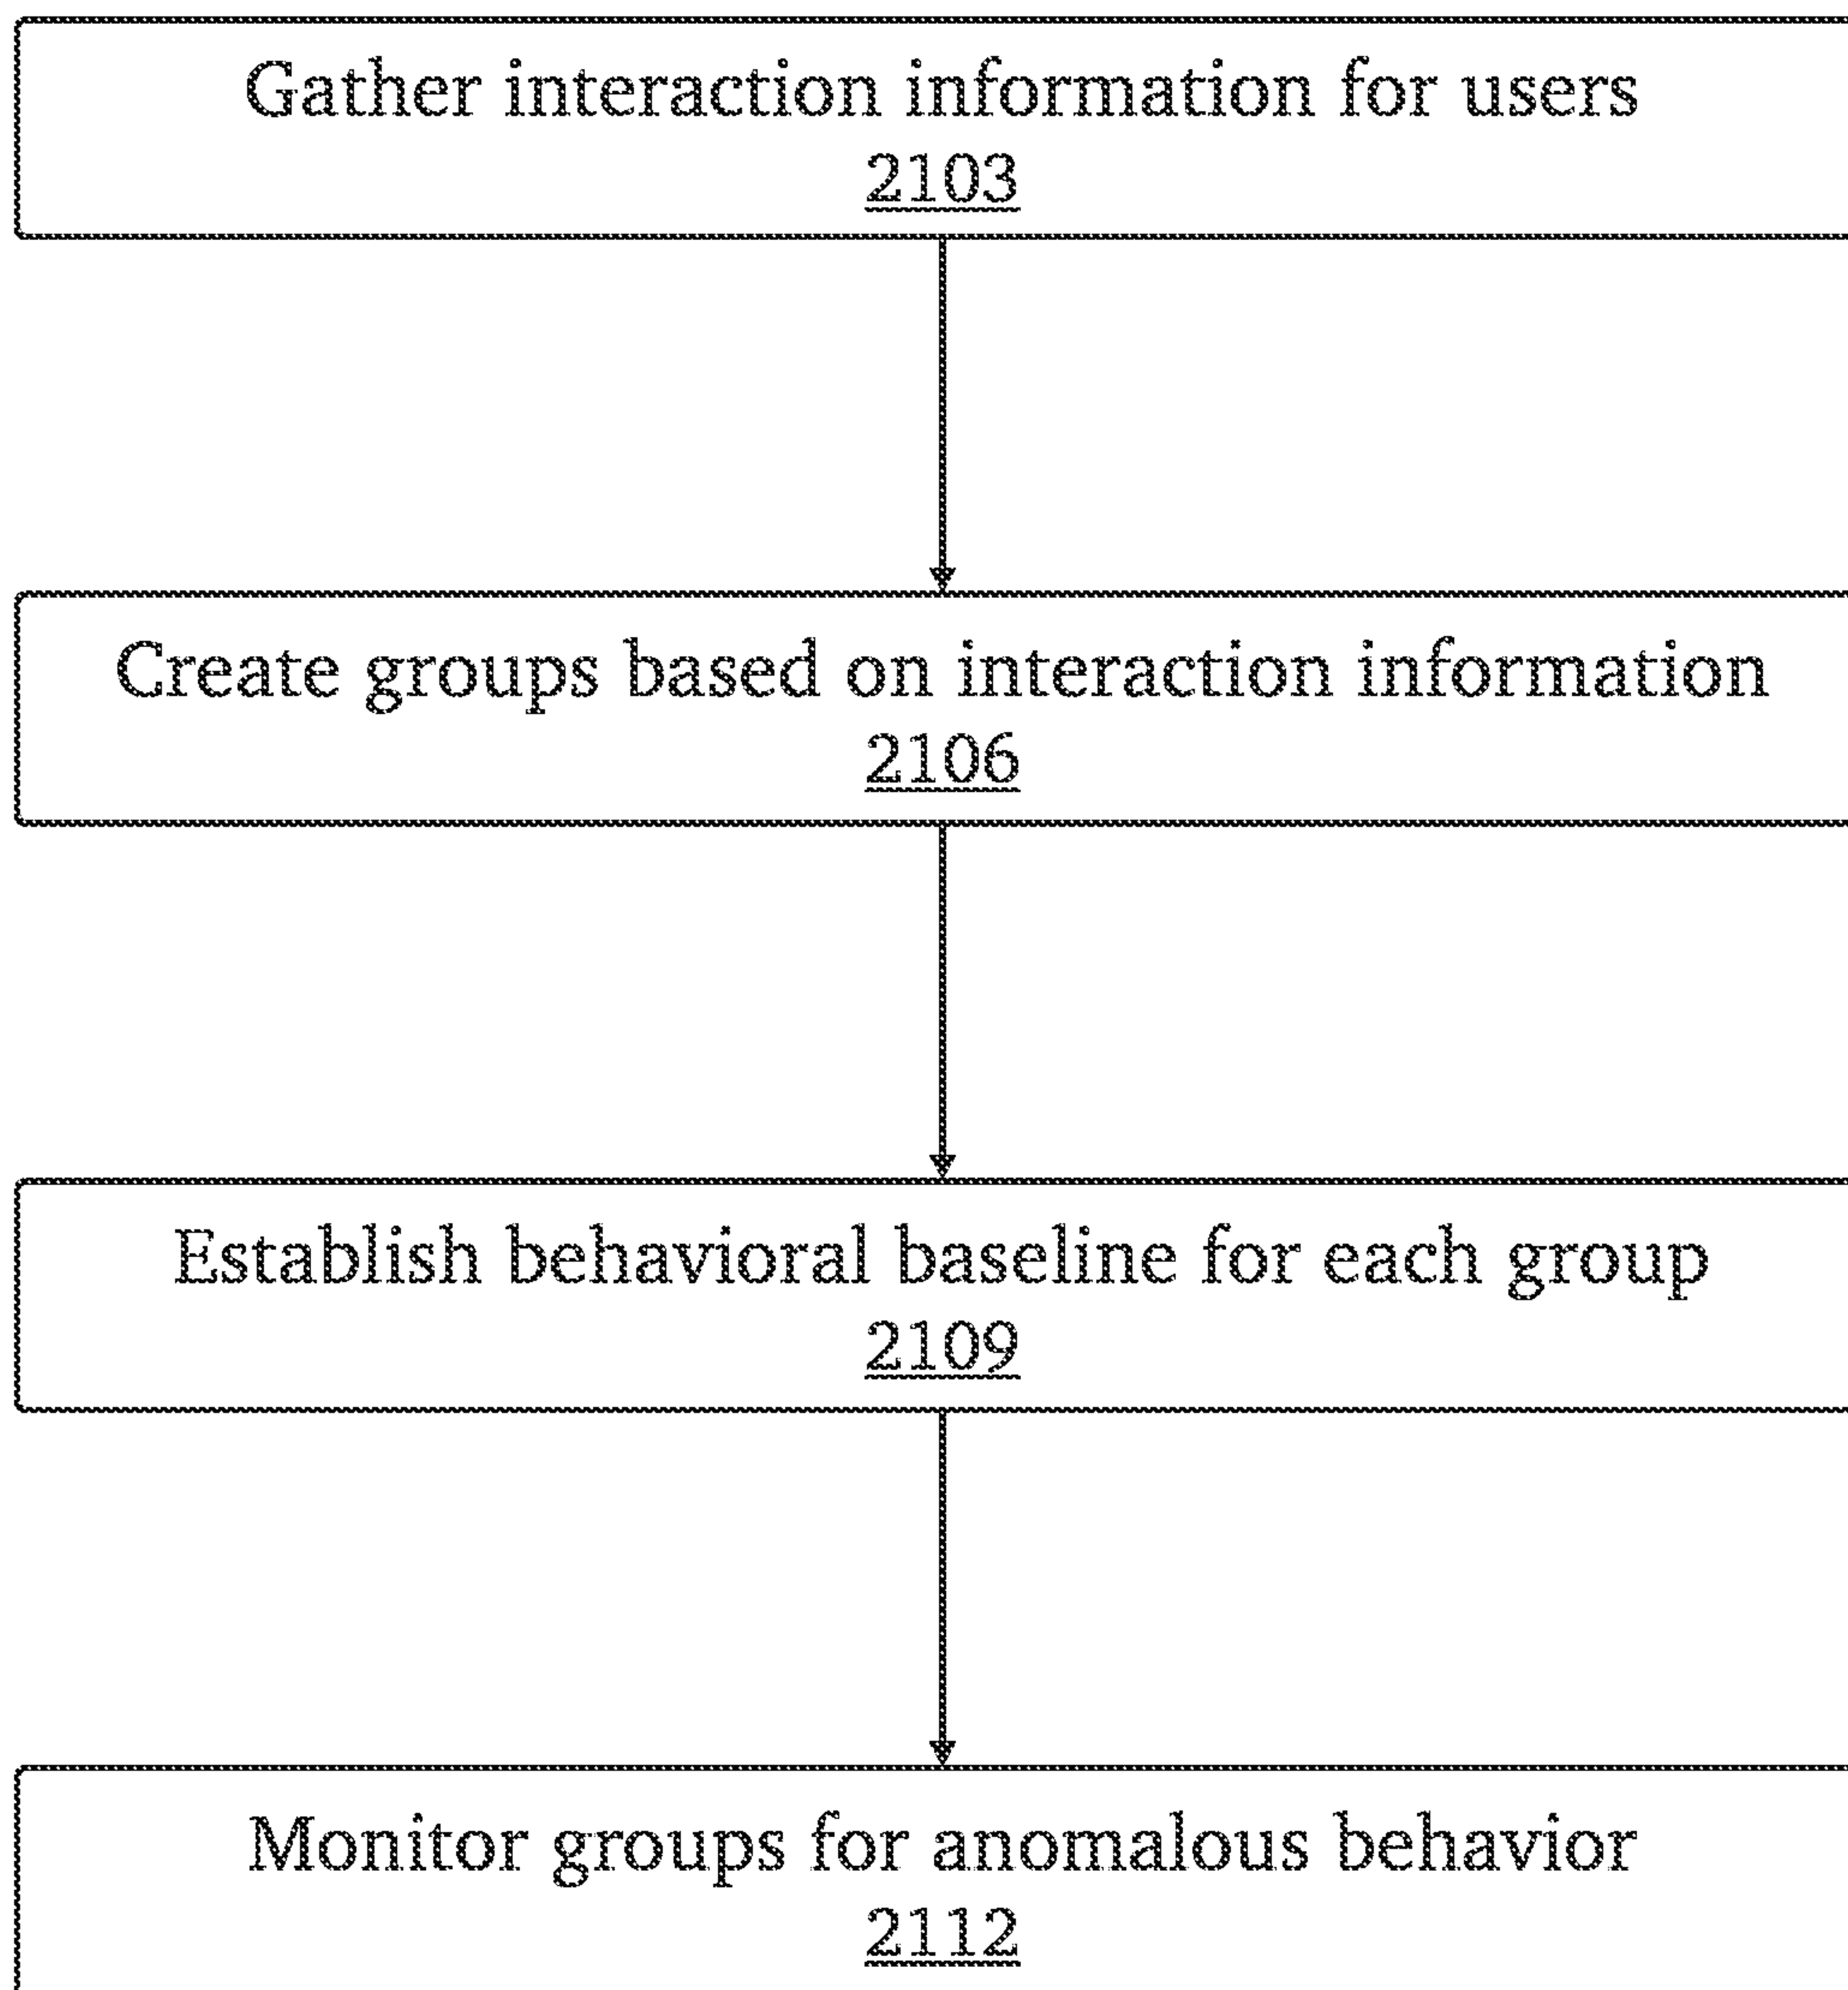 Gather interaction information for users
2103
Create groups based on interaction information
2106
Establish behavioral baseline for each group
2109
Monitor groups for anomalous behavior
2112